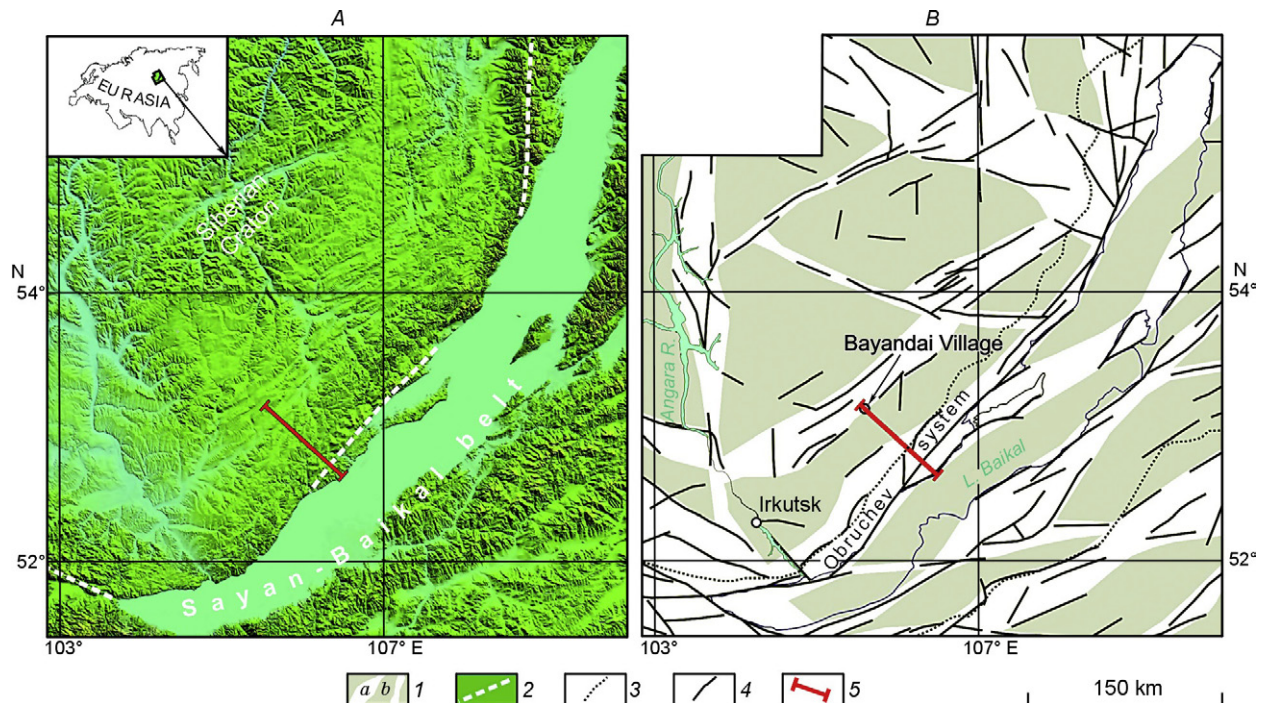 A
B
EURASIA
Siberian
Craton
Sayan-Baikal belt
N
54°
52°
103°
107° E
Bayandai Village
Angara R.
Obruchev system
L. Baikal
Irkutsk
N
54°
52°
103°
107° E
a b 1
2
3
4
5
150 km